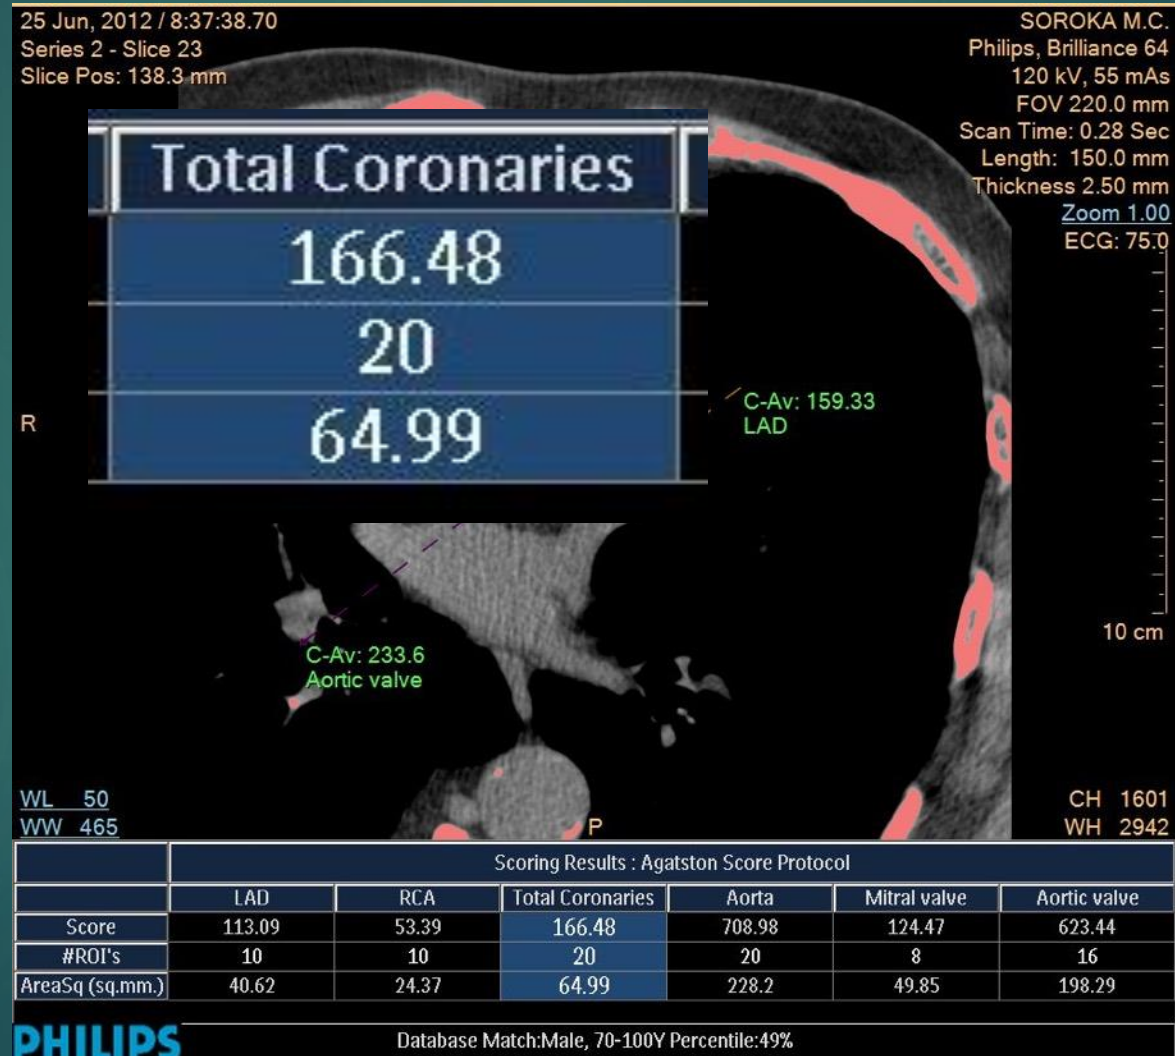 25 Jun, 2012 / 8:37:38.70
Series 2 - Slice 23
Slice Pos: 138.3 mm
SOROKA M.C.
Philips, Brilliance 64
120 kV, 55 mAs
FOV 220.0 mm
Scan Time: 0.28 Sec
Length: 150.0 mm
Thickness 2.50 mm
Zoom 1.00
ECG: 75.0
Total Coronaries
166.48
20
64.99
R
C-Av: 159.33
LAD
10 cm
C-Av: 233.6
Aortic valve
WL 50
WW 465
P
CH 1601
WH 2942
Scoring Results : Agatston Score Protocol
LAD RCA Total Coronaries Aorta Mitral valve Aortic valve
Score 113.09 53.39 166.48 708.98 124.47 623.44
#ROI's 10 10 20 20 8 16
AreaSq (sq.mm.) 40.62 24.37 64.99 228.2 49.85 198.29
PHILIPS
Database Match:Male, 70-100Y Percentile:49%